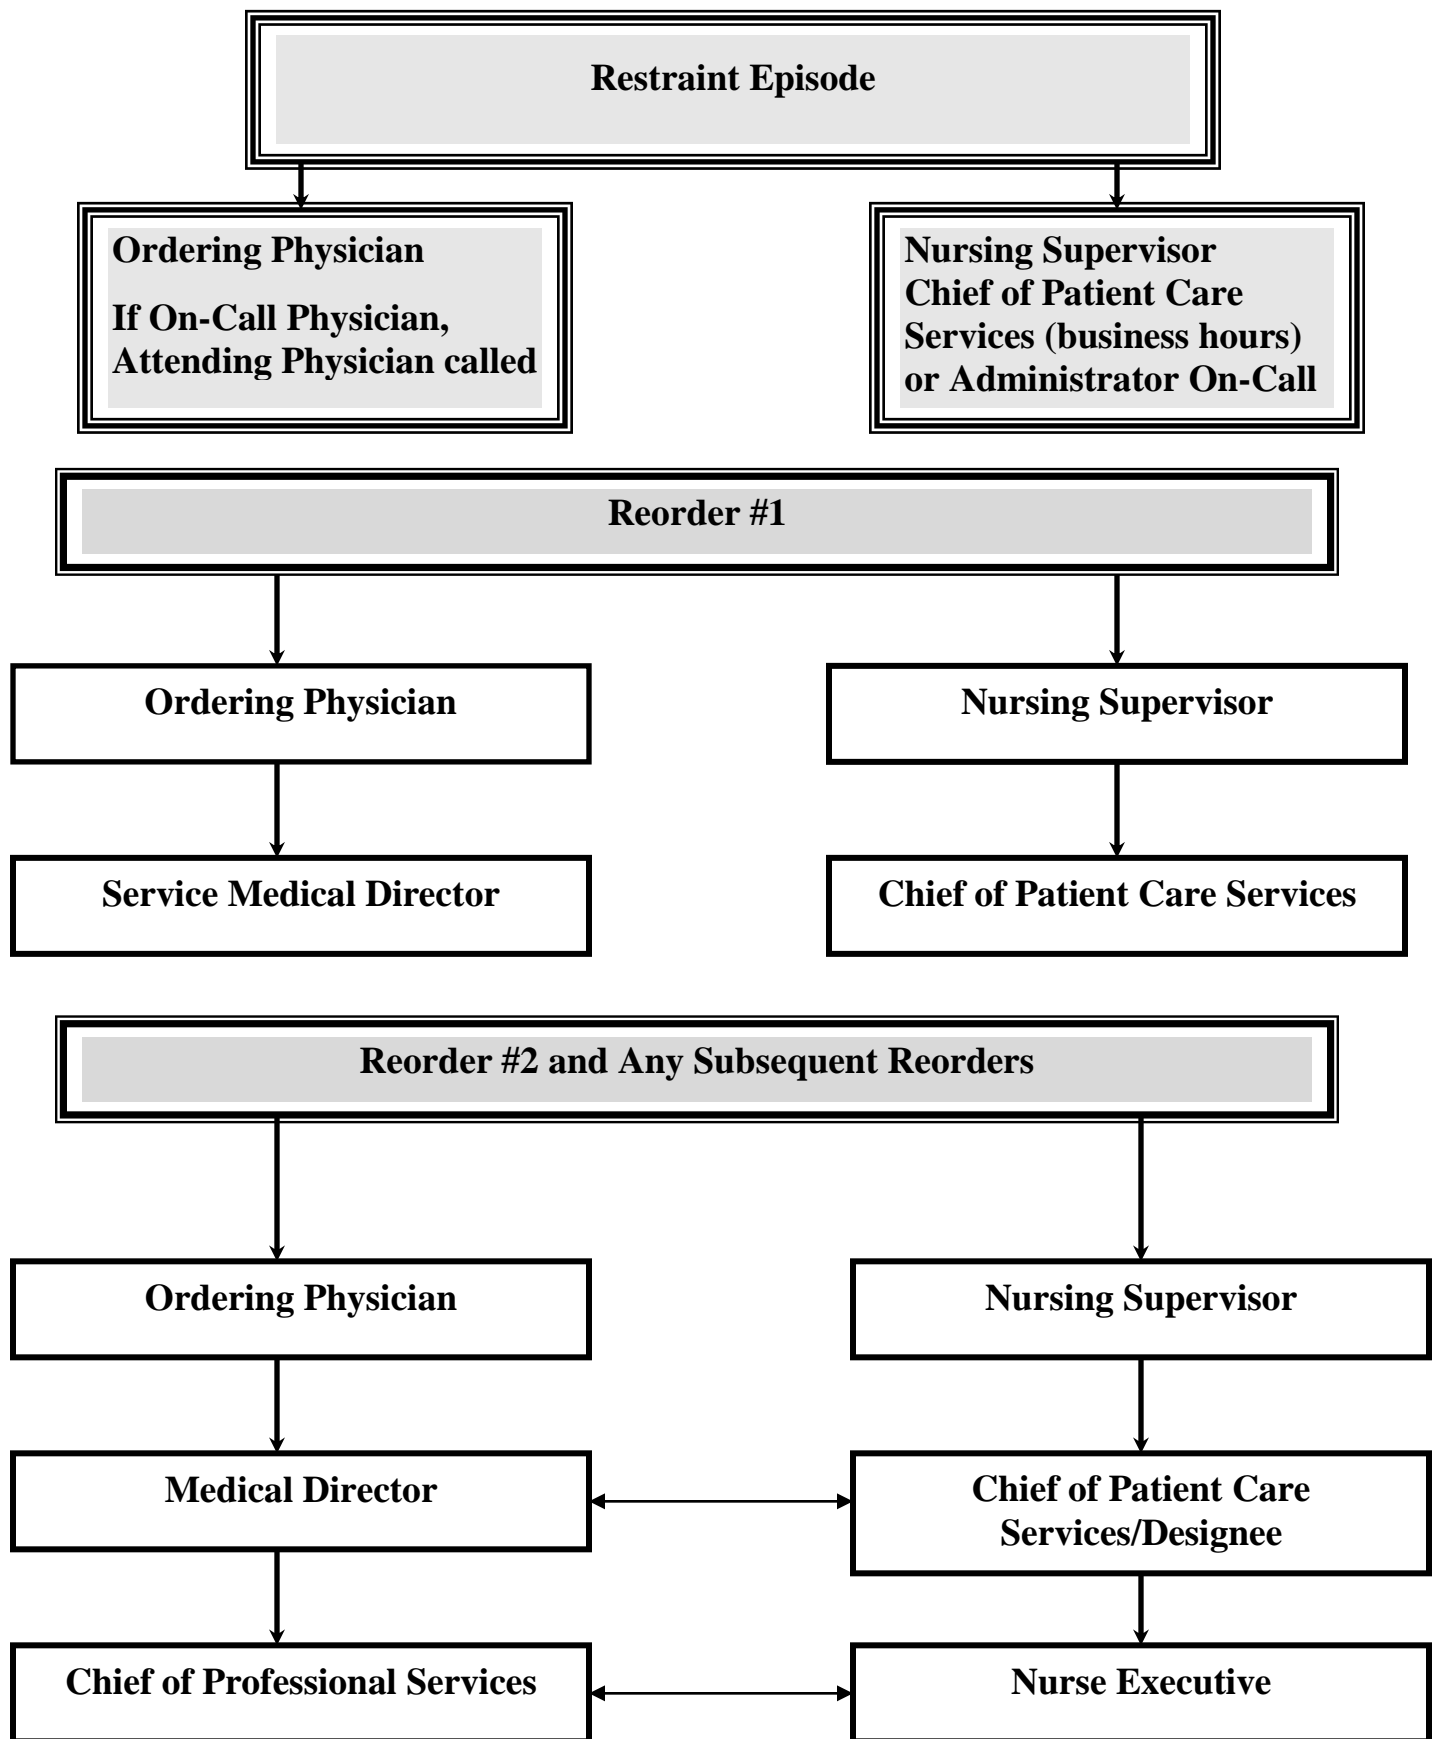 Restraint Episode
Ordering Physician
If On-Call Physician,
Attending Physician called
Nursing Supervisor
Chief of Patient Care
Services (business hours)
or Administrator On-Call
Reorder #1
Ordering Physician
Nursing Supervisor
Service Medical Director
Chief of Patient Care Services
Reorder #2 and Any Subsequent Reorders
Ordering Physician
Nursing Supervisor
Medical Director
Chief of Patient Care
Services/Designee
Chief of Professional Services
Nurse Executive